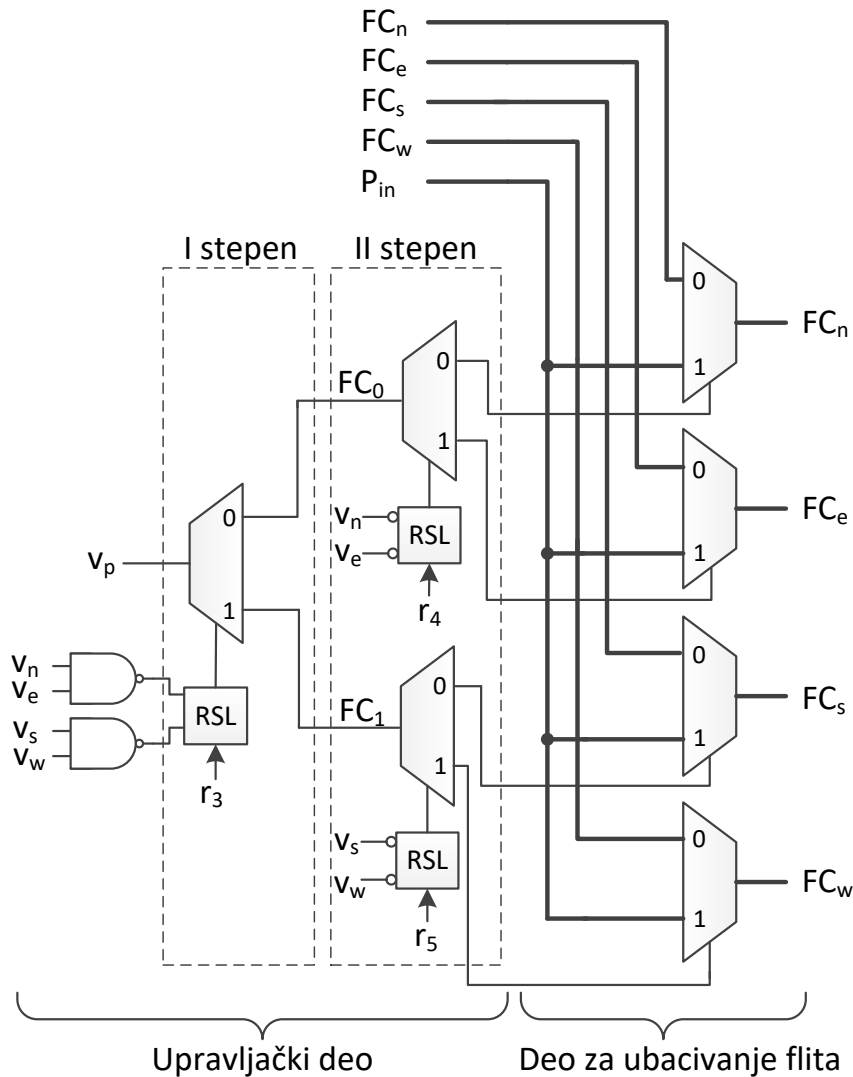 FCn
FCe
FCs
FCw
Pin
I stepen
II stepen
0
FCn
1
0
FC0
1
0
FCe
1
vn
ve
RSL
r4
0
vp
1
vn
ve
vs
vw
RSL
r3
0
FC1
1
0
FCs
1
vs
vw
RSL
r5
0
FCw
1
Upravljački deo
Deo za ubacivanje flita